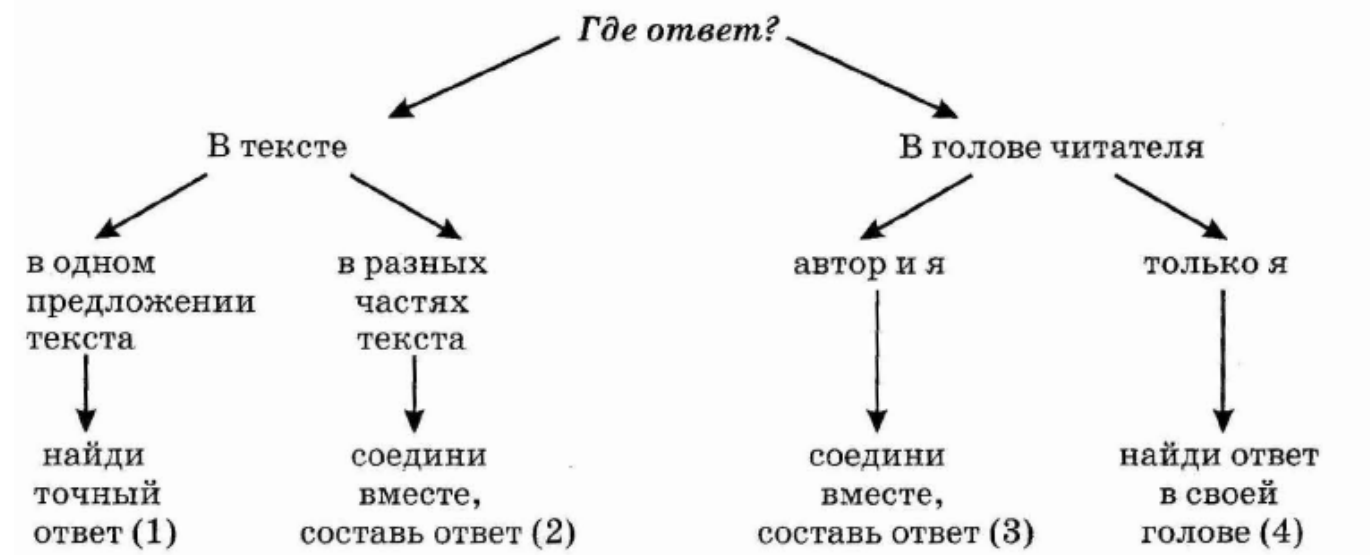 Где ответ?
В тексте
В голове читателя
в одном
предложении
текста
в разных
частях
текста
автор и я
только я
найди
точный
ответ (1)
соедини
вместе,
составь ответ (2)
соедини
вместе,
составь ответ (3)
найди ответ
в своей
голове (4)